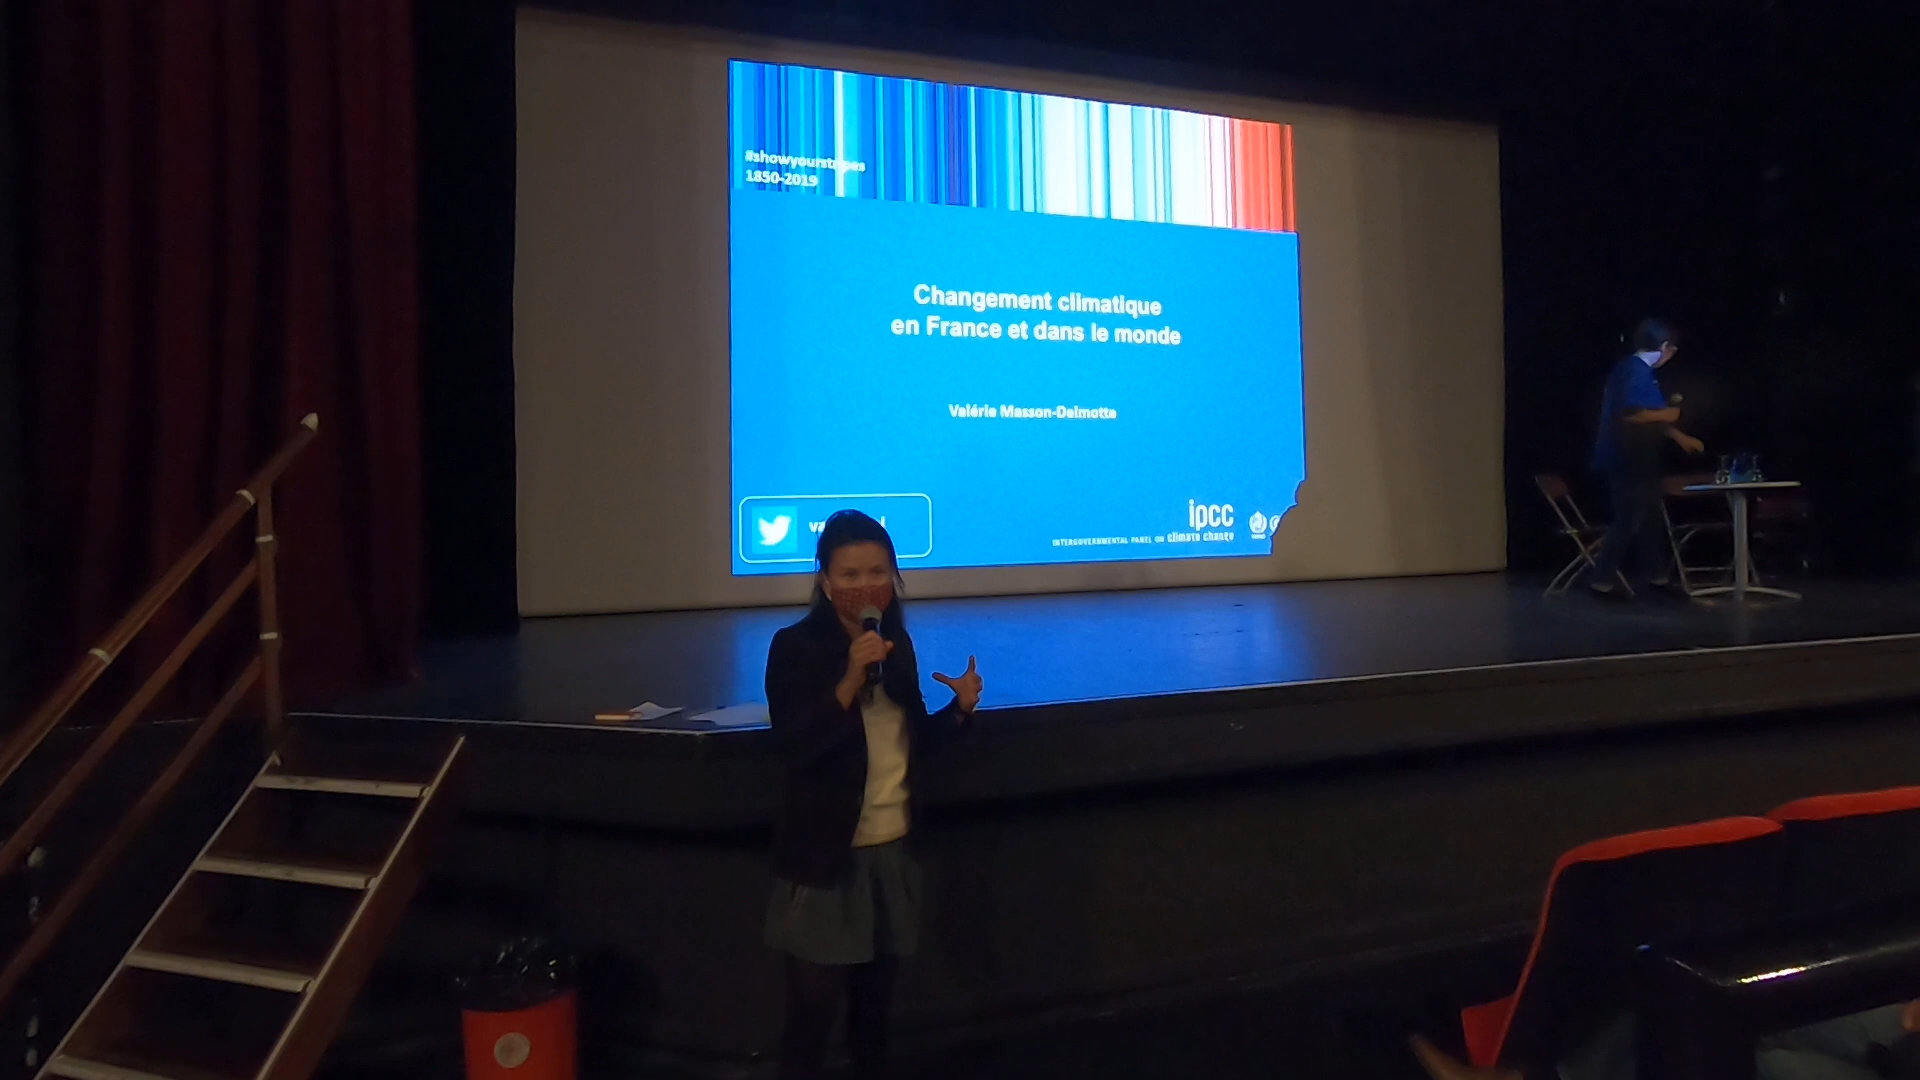 #showyourstripes
1850-2019
Changement climatique
en France et dans le monde
Valérie Masson-Delmotte
ipcc
INTERGOVERNMENTAL PANEL ON climate change